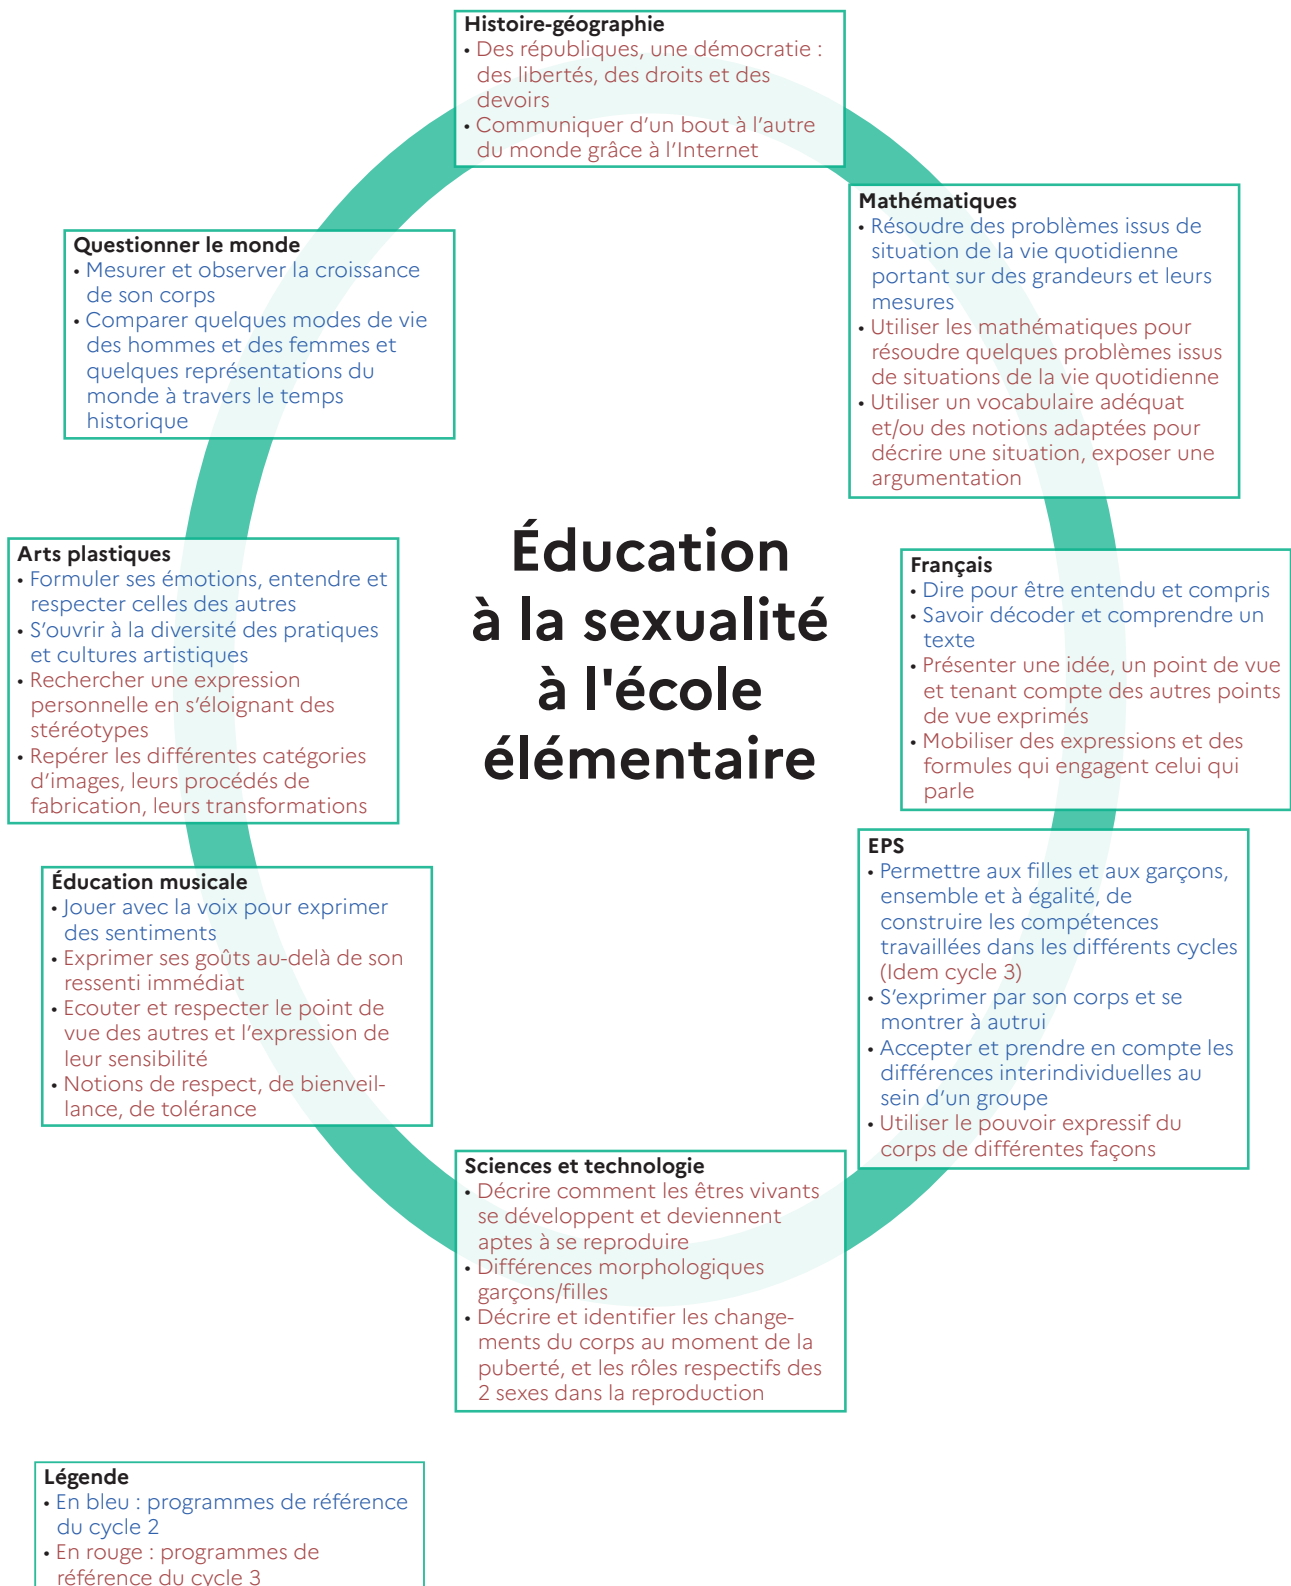 Histoire-géographie
• Des républiques, une démocratie :
des libertés, des droits et des
devoirs
• Communiquer d’un bout à l’autre
du monde grâce à l’Internet
Mathématiques
• Résoudre des problèmes issus de
situation de la vie quotidienne
portant sur des grandeurs et leurs
mesures
• Utiliser les mathématiques pour
résoudre quelques problèmes issus
de situations de la vie quotidienne
• Utiliser un vocabulaire adéquat
et/ou des notions adaptées pour
décrire une situation, exposer une
argumentation
Questionner le monde
• Mesurer et observer la croissance
de son corps
• Comparer quelques modes de vie
des hommes et des femmes et
quelques représentations du
monde à travers le temps
historique
Éducation
à la sexualité
à l'école
élémentaire
Arts plastiques
• Formuler ses émotions, entendre et
respecter celles des autres
• S’ouvrir à la diversité des pratiques
et cultures artistiques
• Rechercher une expression
personnelle en s’éloignant des
stéréotypes
• Repérer les différentes catégories
d’images, leurs procédés de
fabrication, leurs transformations
Français
• Dire pour être entendu et compris
• Savoir décoder et comprendre un
texte
• Présenter une idée, un point de vue
et tenant compte des autres points
de vue exprimés
• Mobiliser des expressions et des
formules qui engagent celui qui
parle
EPS
• Permettre aux filles et aux garçons,
ensemble et à égalité, de
construire les compétences
travaillées dans les différents cycles
(Idem cycle 3)
• S’exprimer par son corps et se
montrer à autrui
• Accepter et prendre en compte les
différences interindividuelles au
sein d’un groupe
• Utiliser le pouvoir expressif du
corps de différentes façons
Éducation musicale
• Jouer avec la voix pour exprimer
des sentiments
• Exprimer ses goûts au-delà de son
ressenti immédiat
• Ecouter et respecter le point de
vue des autres et l’expression de
leur sensibilité
• Notions de respect, de bienveil-
lance, de tolérance
Sciences et technologie
• Décrire comment les êtres vivants
se développent et deviennent
aptes à se reproduire
• Différences morphologiques
garçons/filles
• Décrire et identifier les change-
ments du corps au moment de la
puberté, et les rôles respectifs des
2 sexes dans la reproduction
Légende
• En bleu : programmes de référence
du cycle 2
• En rouge : programmes de
référence du cycle 3